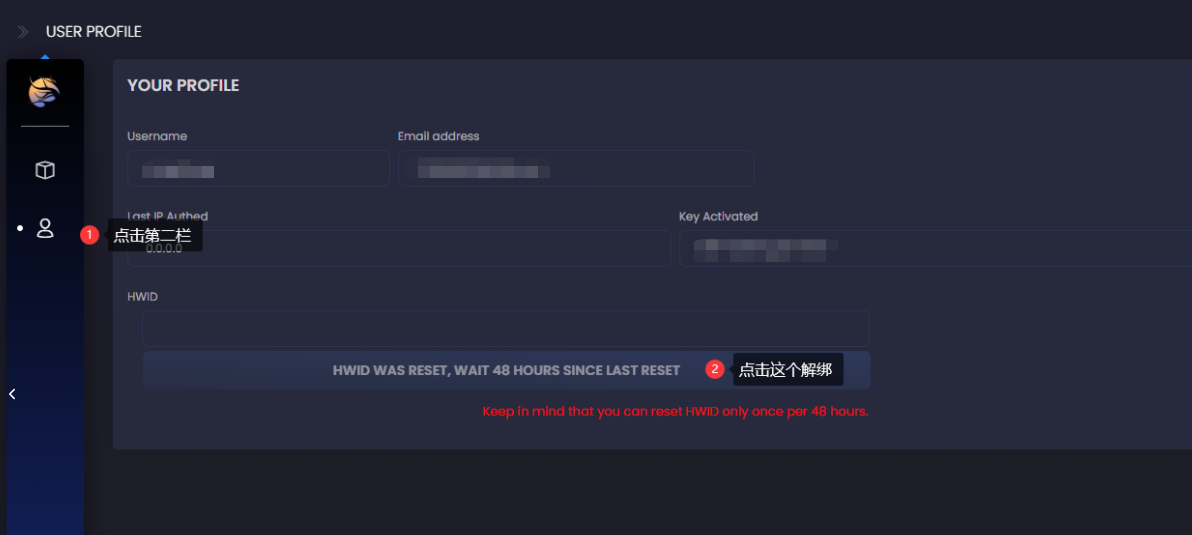 USER PROFILE
YOUR PROFILE
Username
Email address
Last IP Authed
Key Activated
1
点击第二栏
0.0.0.0
HWID
HWID WAS RESET, WAIT 48 HOURS SINCE LAST RESET
2
点击这个解绑
Keep in mind that you can reset HWID only once per 48 hours.